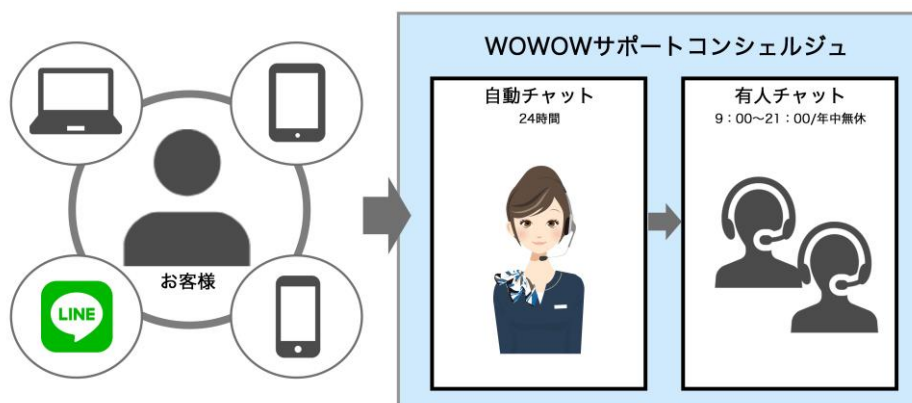 WOWOWサポートコンシェルジュ
自動チャット
24時間
有人チャット
9：00〜21：00/年中無休
お客様
LINE